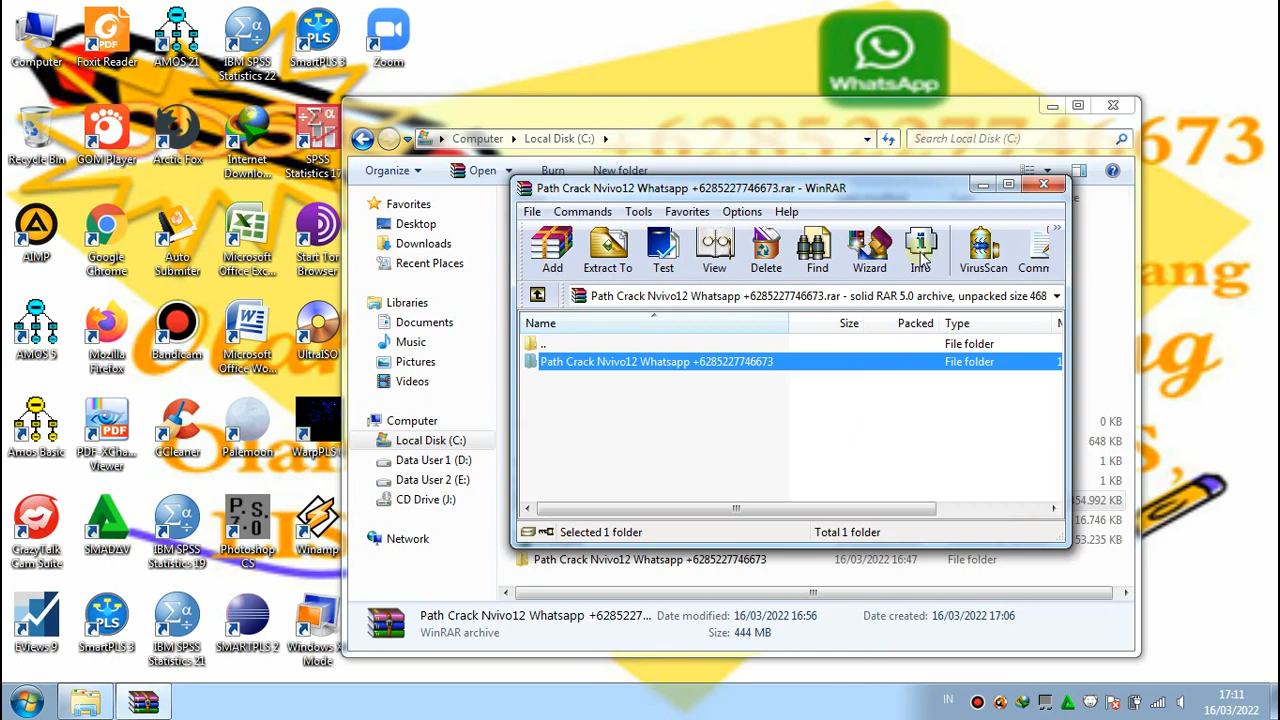 Computer
Foxit Reader
AMOS 21
IBM SPSS Statistics 22
SmartPLS 3
Zoom
WhatsApp
Recycle Bin
GOM Player
Arctic Fox
Internet Downlo...
SPSS Statistics 17
AIMP
Google Chrome
Auto Submiter
Microsoft Office Exc...
Start Tor Browser
AMOS 5
Mozilla Firefox
Bandicam
Microsoft Office Wo...
UltraISO
Amos Basic
PDF-XCha... Viewer
CCleaner
Palemoon
WarpPLS
CrazyTalk Cam Suite
SMADΔV
IBM SPSS Statistics 19
Photoshop CS
Winamp
EViews 9
SmartPLS 3
IBM SPSS Statistics 21
SMARTPLS 2
Windows X Mode
Computer Local Disk (C:)
Search Local Disk (C:)
Organize Open Burn New folder
Favorites
Desktop
Downloads
Recent Places
Libraries
Documents
Music
Pictures
Videos
Computer
Local Disk (C:)
Data User 1 (D:)
Data User 2 (E:)
CD Drive (J:)
Network
Path Crack Nvivo12 Whatsapp +6285227746673.rar - WinRAR
File Commands Tools Favorites Options Help
Add Extract To Test View Delete Find Wizard Info VirusScan Comn
Path Crack Nvivo12 Whatsapp +6285227746673.rar - solid RAR 5.0 archive, unpacked size 468
Name Size Packed Type
.. File folder
Path Crack Nvivo12 Whatsapp +6285227746673 File folder 1
Selected 1 folder Total 1 folder
0 KB
648 KB
1 KB
1 KB
54.992 KB
16.746 KB
53.235 KB
Path Crack Nvivo12 Whatsapp +6285227746673 16/03/2022 16:47 File folder
Path Crack Nvivo12 Whatsapp +6285227... Date modified: 16/03/2022 16:56 Date created: 16/03/2022 17:06
WinRAR archive Size: 444 MB
IN
17:11
16/03/2022